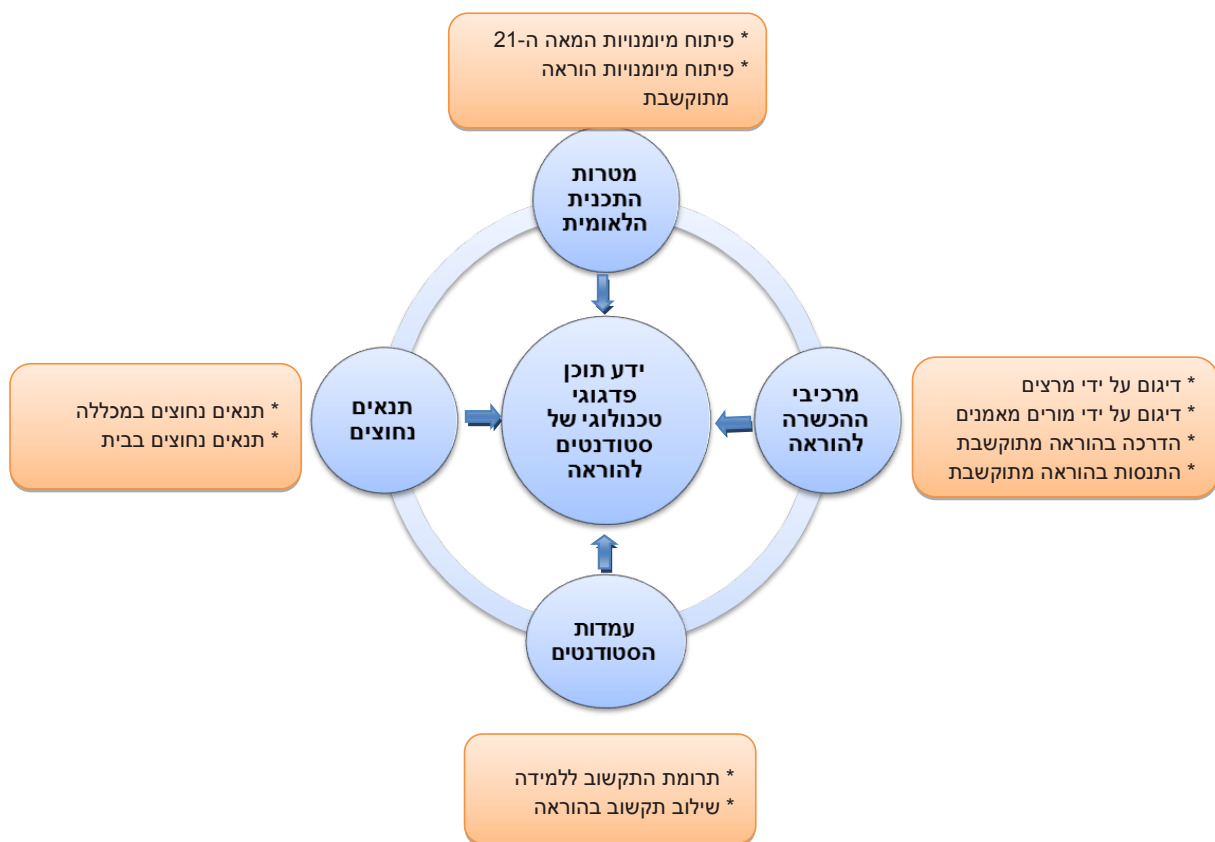 * פיתוח מיומנויות המאה ה-21
* פיתוח מיומנויות הוראה
מתוקשבת
מטרות
התכנית
הלאומית
* דיגום על ידי מרצים
* דיגום על ידי מורים מאמנים
* הדרכה בהוראה מתוקשבת
* התנסות בהוראה מתוקשבת
מרכיבי
ההכשרה
להוראה
ידע תוכן
פדגוגי
טכנולוגי של
סטודנטים
להוראה
תנאים
נחוצים
* תנאים נחוצים במכללה
* תנאים נחוצים בבית
עמדות
הסטודנטים
* תרומת התקשוב ללמידה
* שילוב תקשוב בהוראה